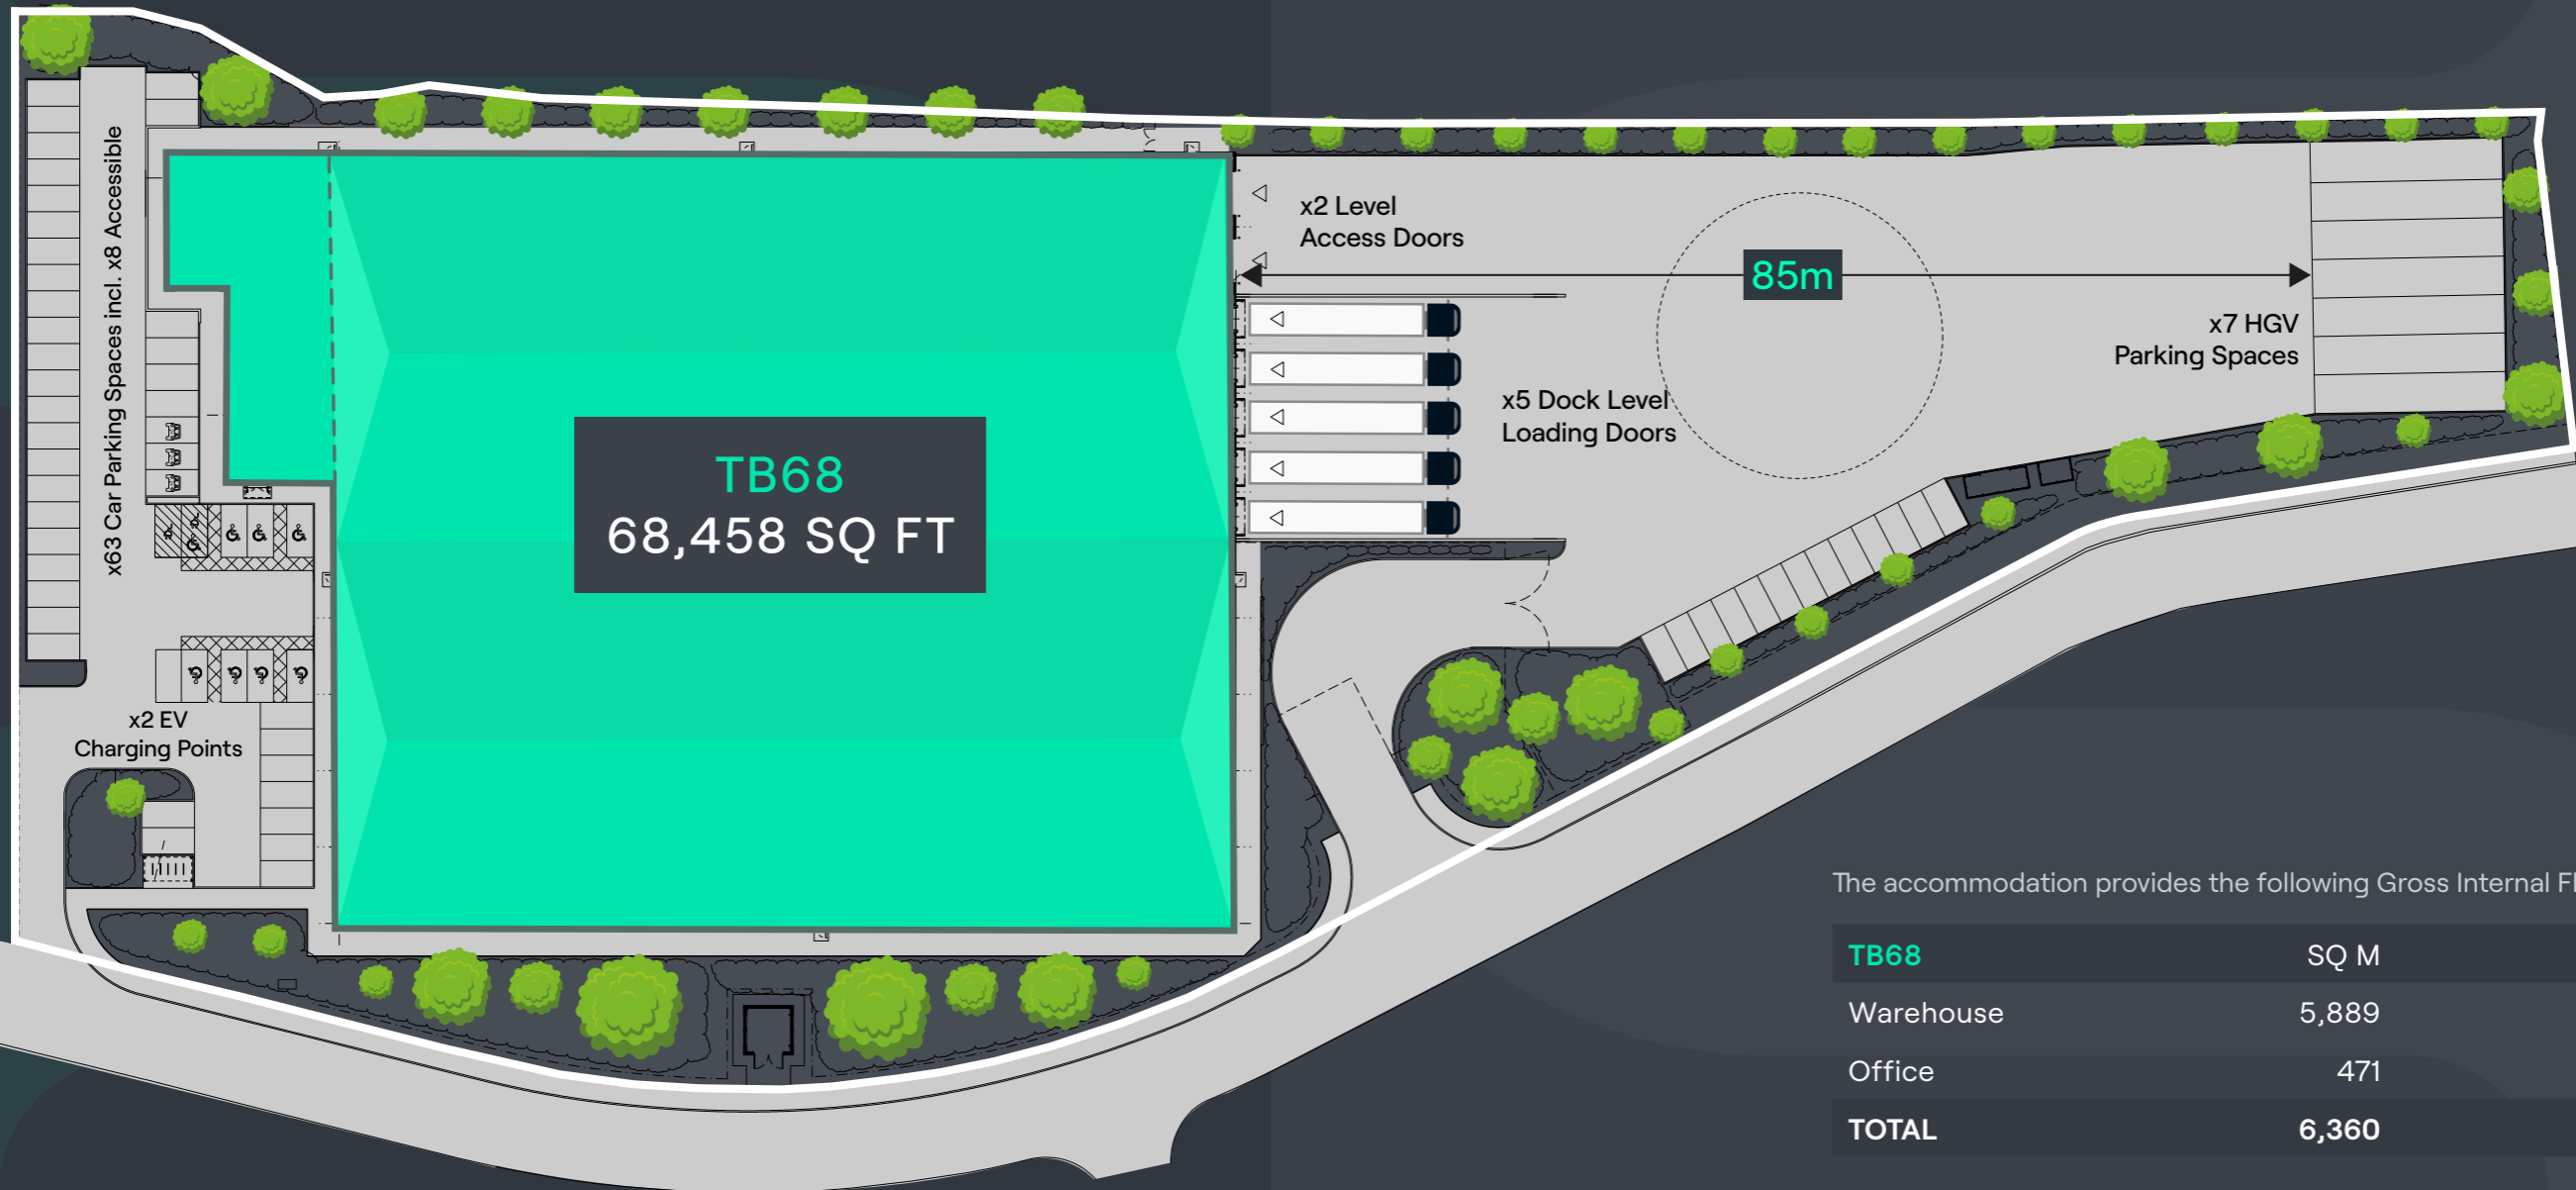 x63 Car Parking Spaces incl. x8 Accessible
x2 Level
Access Doors
85m
x7 HGV
Parking Spaces
x5 Dock Level
Loading Doors
TB68
68,458 SQ FT
x2 EV
Charging Points
The accommodation provides the following Gross Internal
TB68 SQ M
Warehouse 5,889
Office 471
TOTAL 6,360